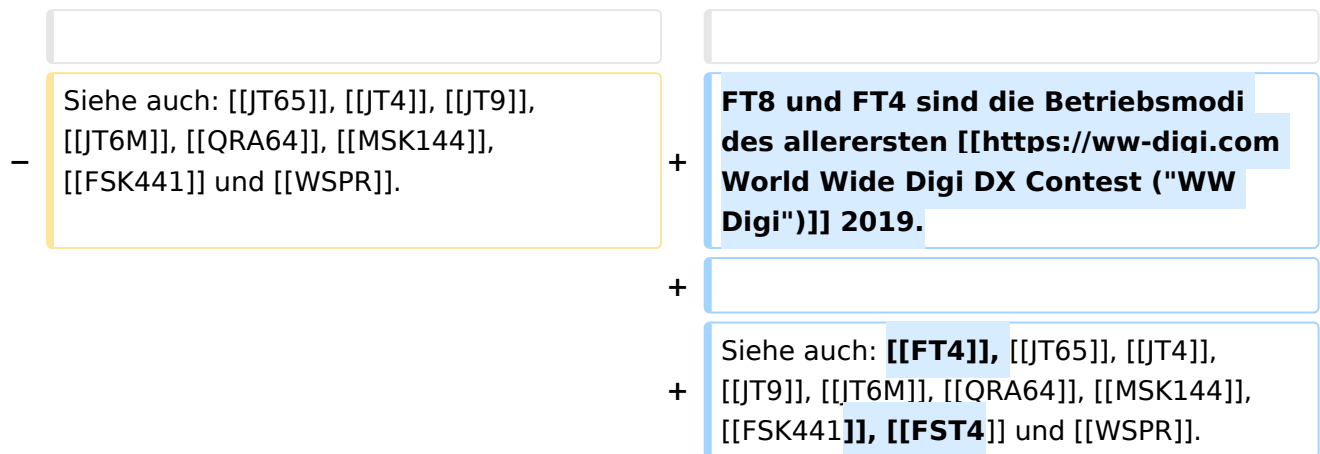 −
Siehe auch: [[JT65]], [[JT4]], [[JT9]],
[[JT6M]], [[QRA64]], [[MSK144]],
[[FSK441]] und [[WSPR]].
+
FT8 und FT4 sind die Betriebsmodi
des allerersten [[https://ww-digi.com
World Wide Digi DX Contest ("WW
Digi")]] 2019.
+
+
Siehe auch: [[FT4]], [[JT65]], [[JT4]],
[[JT9]], [[JT6M]], [[QRA64]], [[MSK144]],
[[FSK441]], [[FST4]] und [[WSPR]].